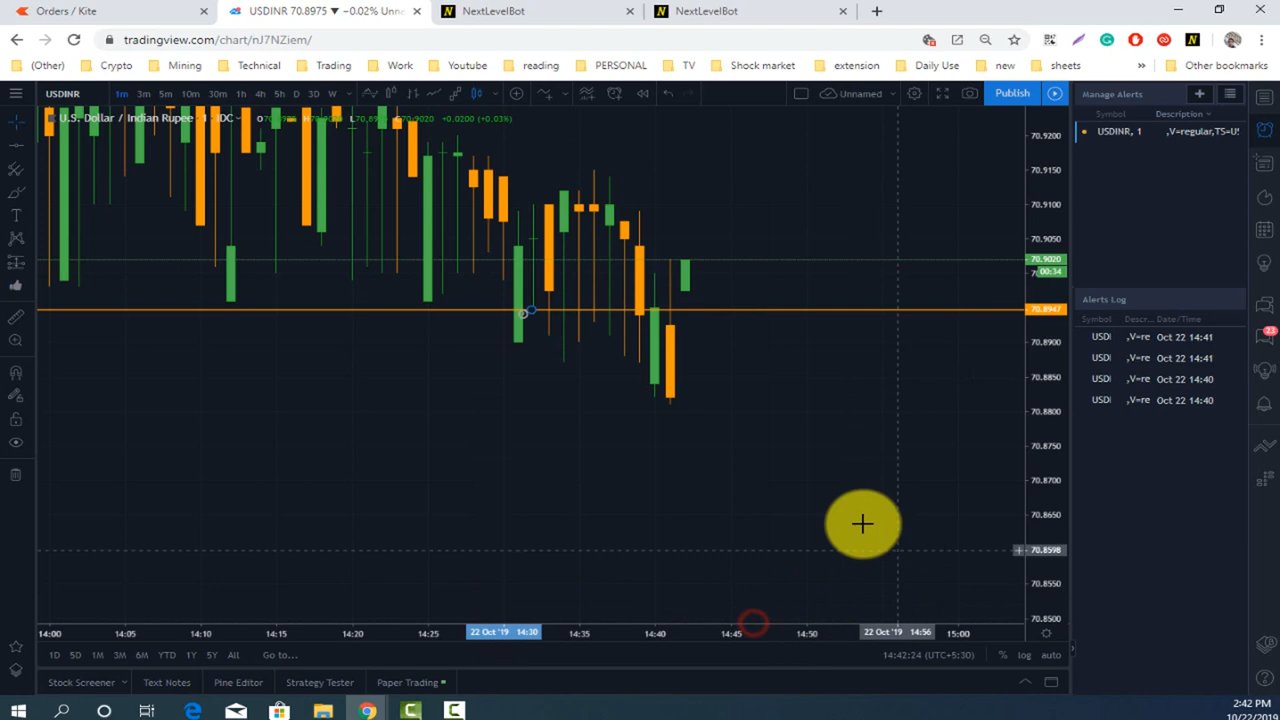 Orders / Kite
USDINR 70.8975 ▼ −0.02% Unna
NextLevelBot
NextLevelBot
tradingview.com/chart/nJ7NZiem/
(Other) Crypto Mining Technical Trading Work Youtube reading PERSONAL TV Shock market extension Daily Use new sheets » Other bookmarks
USDINR 1m 3m 5m 10m 30m 1h 4h 5h D 3D W Unnamed Publish
Manage Alerts
U.S. Dollar / Indian Rupee · 1 · IDC +0.0200 (+0.03%)
Symbol Description
USDINR, 1 ,V=regular,TS=US
70.9200
70.9150
70.9100
70.9050
70.9020
00:34
70.8947
70.8900
70.8850
70.8800
70.8750
70.8700
70.8650
70.8598
70.8550
70.8500
Alerts Log
Symbol Descr... Date/Time
USDI ,V=re Oct 22 14:41
USDI ,V=re Oct 22 14:41
USDI ,V=re Oct 22 14:40
USDI ,V=re Oct 22 14:40
23
14:00 14:05 14:10 14:15 14:20 14:25 22 Oct '19 14:30 14:35 14:40 14:45 14:50 22 Oct '19 14:56 15:00
1D 5D 1M 3M 6M YTD 1Y 5Y All Go to... 14:42:24 (UTC+5:30) % log auto
Stock Screener Text Notes Pine Editor Strategy Tester Paper Trading
2:42 PM
10/22/2019